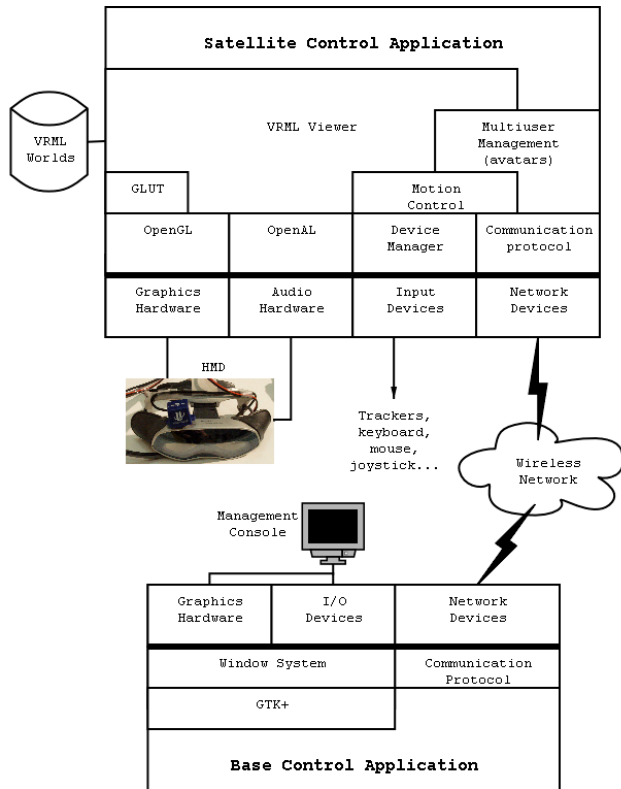 Satellite Control Application
VRML Viewer
VRML
Worlds
Multiuser
Management
(avatars)
GLUT
Motion
Control
OpenGL
OpenAL
Device
Manager
Communication
protocol
Graphics
Hardware
Audio
Hardware
Input
Devices
Network
Devices
HMD
Trackers,
keyboard,
mouse,
joystick...
Wireless
Network
Management
Console
Graphics
Hardware
I/O
Devices
Network
Devices
Window System
Communication
Protocol
GTK+
Base Control Application